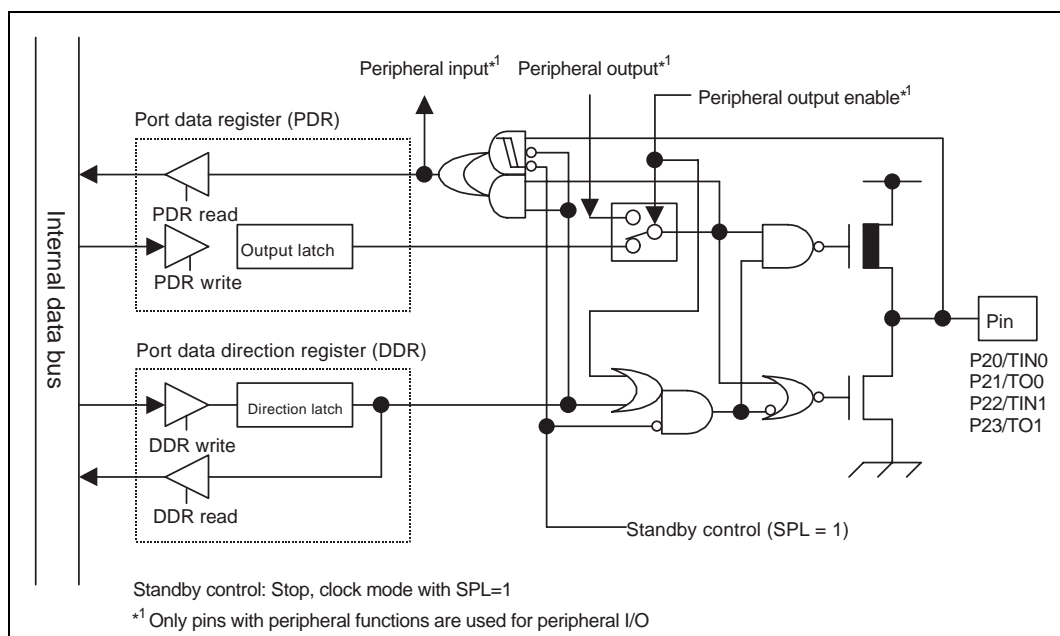 Peripheral input*1
Peripheral output*1
Peripheral output enable*1
Port data register (PDR)
PDR read
Output latch
PDR write
Internal data bus
Pin
P20/TIN0
P21/TO0
P22/TIN1
P23/TO1
Port data direction register (DDR)
Direction latch
DDR write
DDR read
Standby control (SPL = 1)
Standby control: Stop, clock mode with SPL=1
*1 Only pins with peripheral functions are used for peripheral I/O